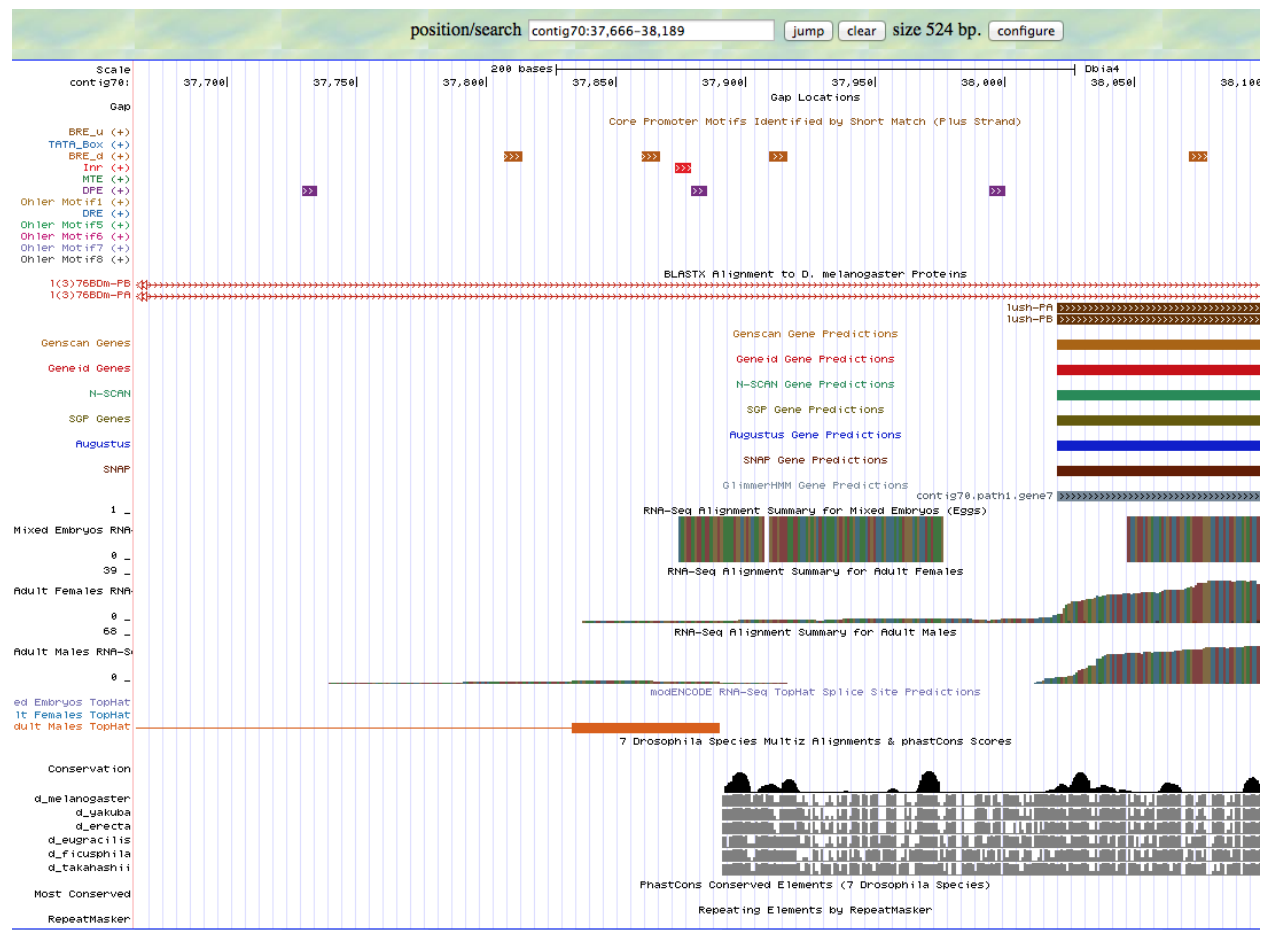 position/search contig70:37,666-38,189 jump clear size 524 bp. configure
Scale 200 bases Dbia4
contig70: 37,700 37,750 37,800 37,850 37,900 37,950 38,000 38,050 38,100
Gap Locations
Gap
Core Promoter Motifs Identified by Short Match (Plus Strand)
BRE_u (+)
TATA_Box (+)
BRE_d (+)
Inr (+)
MTE (+)
DPE (+)
Ohler Motif1 (+)
DRE (+)
Ohler Motif5 (+)
Ohler Motif6 (+)
Ohler Motif7 (+)
Ohler Motif8 (+)
BLASTX Alignment to D. melanogaster Proteins
l(3)76BDm-PB
l(3)76BDm-PA
lush-PA
lush-PB
Genscan Gene Predictions
Genscan Genes
Geneid Gene Predictions
Geneid Genes
N-SCAN Gene Predictions
N-SCAN
SGP Gene Predictions
SGP Genes
Augustus Gene Predictions
Augustus
SNAP Gene Predictions
SNAP
GlimmerHMM Gene Predictions
contig70.path1.gene7
RNA-Seq Alignment Summary for Mixed Embryos (Eggs)
1 _
Mixed Embryos RNA-
0 _
RNA-Seq Alignment Summary for Adult Females
39 _
Adult Females RNA-
0 _
RNA-Seq Alignment Summary for Adult Males
68 _
Adult Males RNA-S
0 _
modENCODE RNA-Seq TopHat Splice Site Predictions
ed Embryos TopHat
lt Females TopHat
dult Males TopHat
7 Drosophila Species Multiz Alignments & phastCons Scores
Conservation
d_melanogaster
d_yakuba
d_erecta
d_eugracilis
d_ficusphila
d_takahashii
PhastCons Conserved Elements (7 Drosophila Species)
Most Conserved
Repeating Elements by RepeatMasker
RepeatMasker